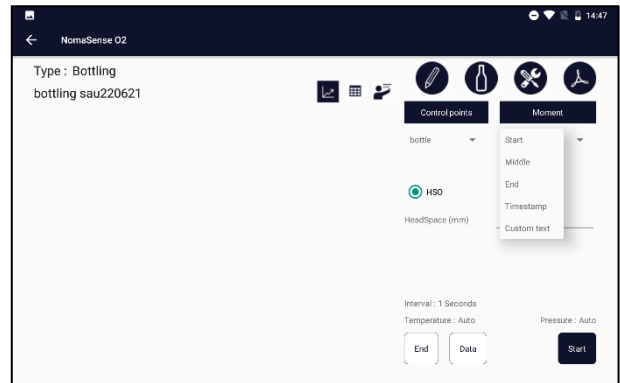 14:47
NomaSense O2
Type : Bottling
bottling sau220621
Control points
Moment
bottle
Start
Middle
End
Timestamp
Custom text
HSO
HeadSpace (mm)
Interval : 1 Seconds
Temperature : Auto
Pressure : Auto
End
Data
Start